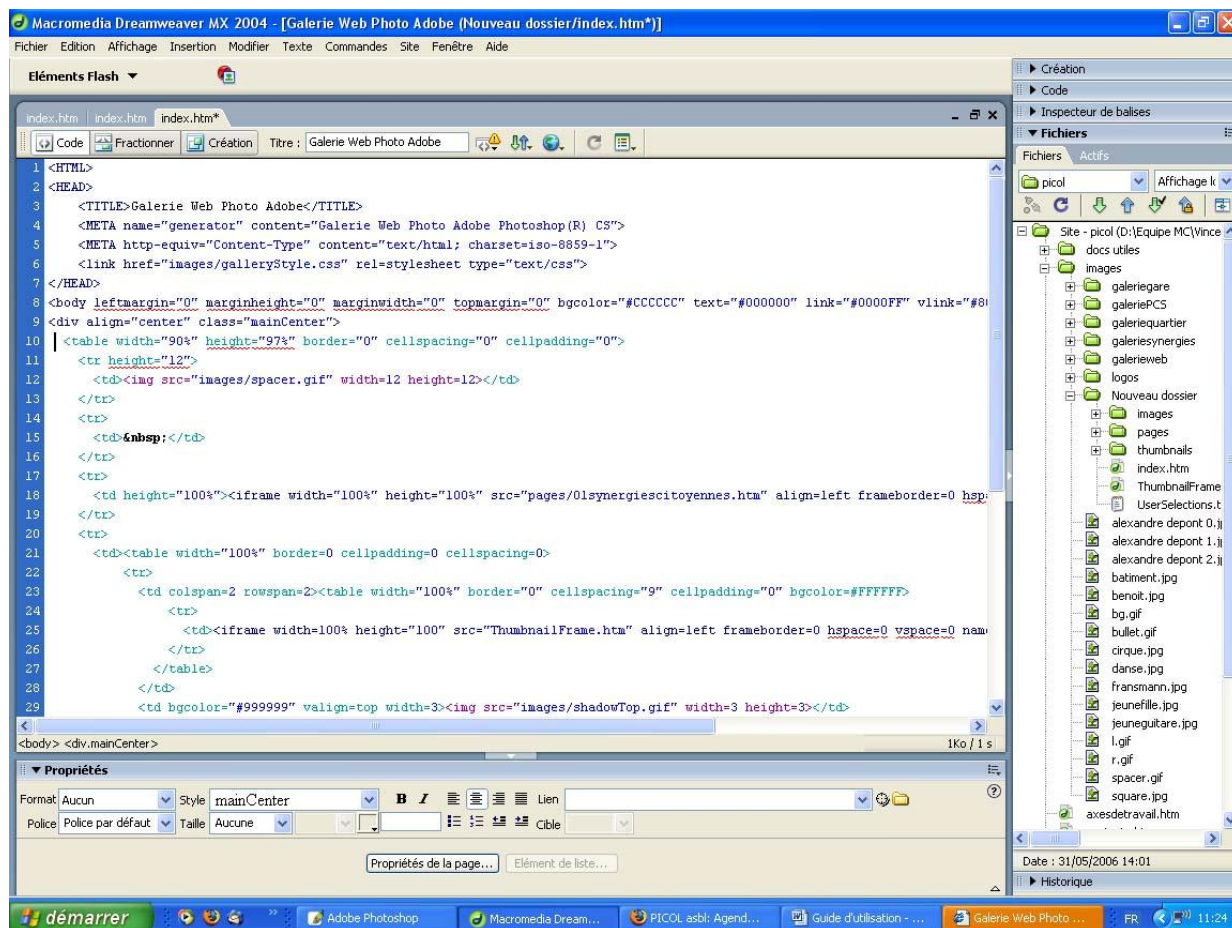 Macromedia Dreamweaver MX 2004 - [Galerie Web Photo Adobe (Nouveau dossier/index.htm*)]
Fichier Edition Affichage Insertion Modifier Texte Commandes Site Fenêtre Aide
Eléments Flash
index.htm index.htm index.htm*
Code Fractionner Création Titre : Galerie Web Photo Adobe
1 <HTML>
2 <HEAD>
3 <TITLE>Galerie Web Photo Adobe</TITLE>
4 <META name="generator" content="Galerie Web Photo Adobe Photoshop(R) CS">
5 <META http-equiv="Content-Type" content="text/html; charset=iso-8859-1">
6 <link href="images/galleryStyle.css" rel=stylesheet type="text/css">
7 </HEAD>
8 <body leftmargin="0" marginheight="0" marginwidth="0" topmargin="0" bgcolor="#CCCCCC" text="#000000" link="#0000FF" vlink="#8
9 <div align="center" class="mainCenter">
10 <table width="90%" height="97%" border="0" cellspacing="0" cellpadding="0">
11 <tr height="12">
12 <td><img src="images/spacer.gif" width=12 height=12></td>
13 </tr>
14 <tr>
15 <td>&nbsp;</td>
16 </tr>
17 <tr>
18 <td height="100%"><iframe width="100%" height="100%" src="pages/01synergiescitoyennes.htm" align=left frameborder=0 hsp
19 </tr>
20 <tr>
21 <td><table width="100%" border=0 cellpadding=0 cellspacing=0>
22 <tr>
23 <td colspan=2 rowspan=2><table width="100%" border="0" cellspacing="9" cellpadding="0" bgcolor=#FFFFFF>
24 <tr>
25 <td><iframe width=100% height="100" src="ThumbnailFrame.htm" align=left frameborder=0 hspace=0 vspace=0 nam
26 </tr>
27 </table>
28 </td>
29 <td bgcolor="#999999" valign=top width=3><img src="images/shadowTop.gif" width=3 height=3></td>
<body> <div.mainCenter> 1Ko / 1 s
Propriétés
Format Aucun Style mainCenter B I Lien
Police Police par défaut Taille Aucune Cible
Propriétés de la page... Elément de liste...
Création
Code
Inspecteur de balises
Fichiers
Fichiers Actifs
picol Affichage lo
Site - picol (D:\Equipe MC\Vince
docs utiles
images
galeriegare
galeriePCS
galeriequartier
galeriesynergies
galerieweb
logos
Nouveau dossier
images
pages
thumbnails
index.htm
ThumbnailFrame
UserSelections.t
alexandre depont 0.j
alexandre depont 1.j
alexandre depont 2.j
batiment.jpg
benoit.jpg
bg.gif
bullet.gif
cirque.jpg
danse.jpg
fransmann.jpg
jeunefille.jpg
jeuneguitare.jpg
l.gif
r.gif
spacer.gif
square.jpg
axesdetravail.htm
Date : 31/05/2006 14:01
Historique
démarrer Adobe Photoshop Macromedia Dream... PICOL asbl: Agend... Guide d'utilisation - ... Galerie Web Photo ... FR 11:24